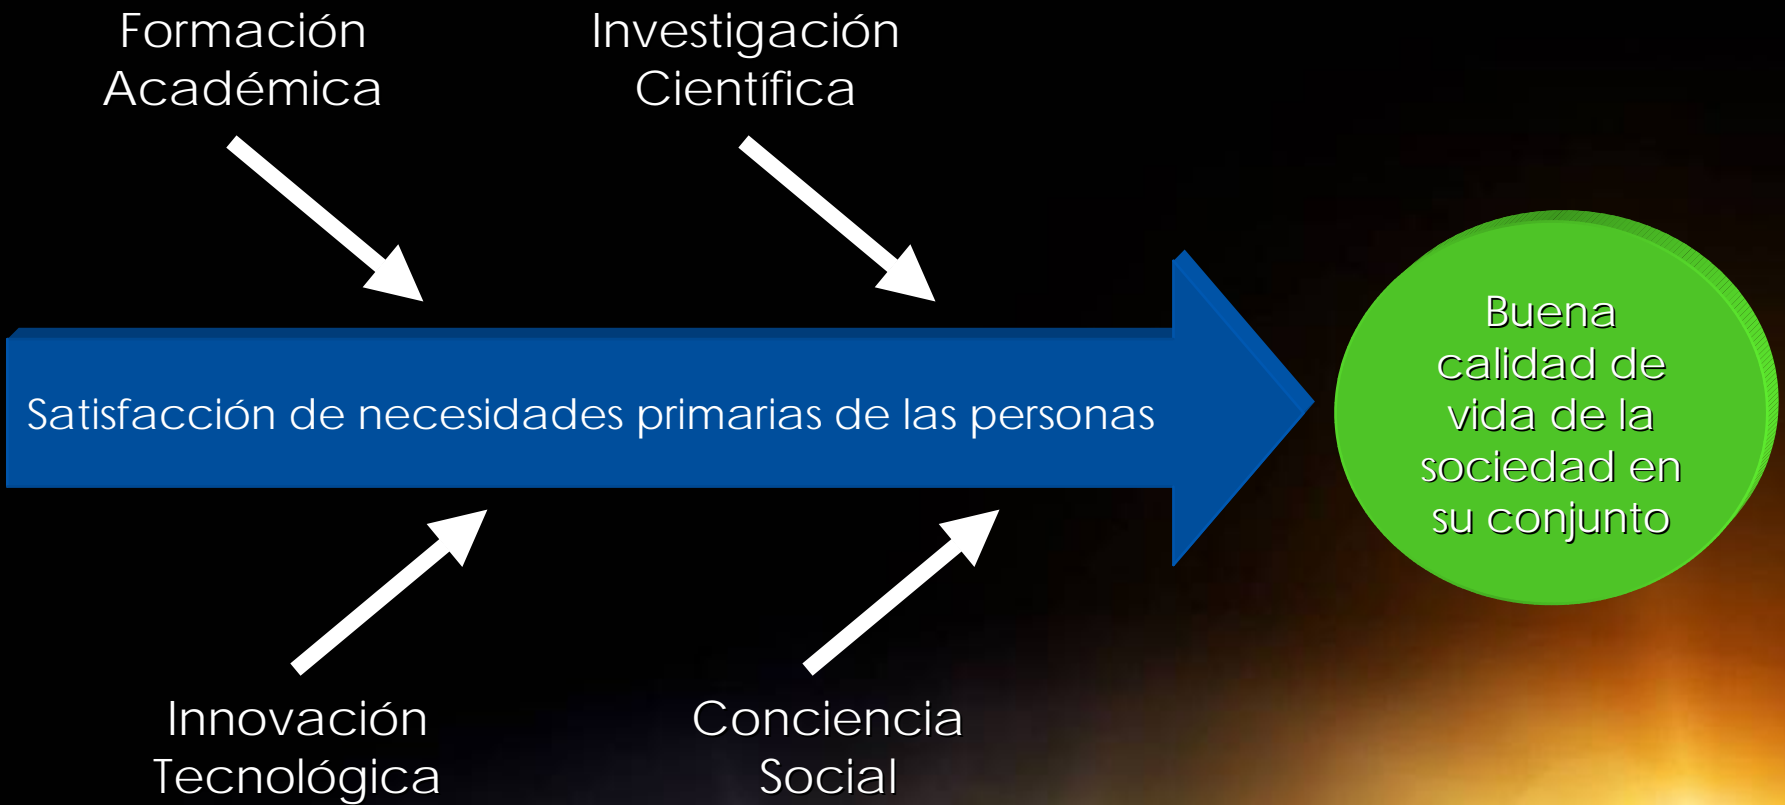 Formación
Académica
Investigación
Científica
Satisfacción de necesidades primarias de las personas
Buena
calidad de
vida de la
sociedad en
su conjunto
Innovación
Tecnológica
Conciencia
Social